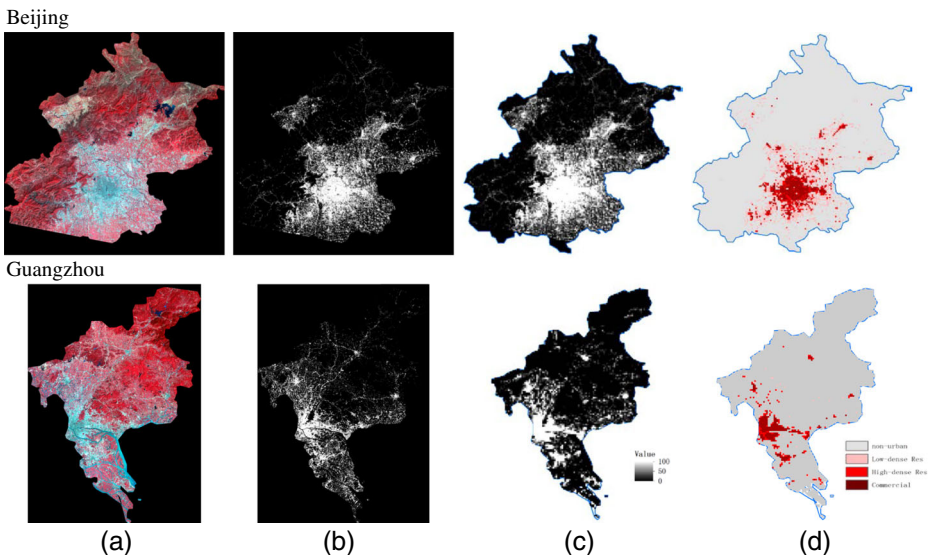 Beijing
Guangzhou
Value
100
50
0
non-urban
Low-dense Res
High-dense Res
Commercial
(a) (b) (c) (d)